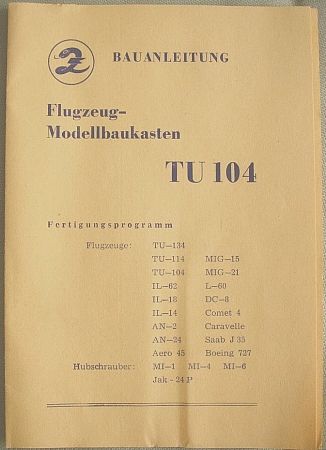 BAUANLEITUNG
Flugzeug-
Modellbaukasten
TU 104
Fertigungsprogramm
Flugzeuge: TU-134
TU-114 MIG-15
TU-104 MIG-21
IL-62 L-60
IL-18 DC-8
IL-14 Comet 4
AN-2 Caravelle
AN-24 Saab J 35
Aero 45 Boeing 727
Hubschrauber: MI-1 MI-4 MI-6
Jak - 24 P